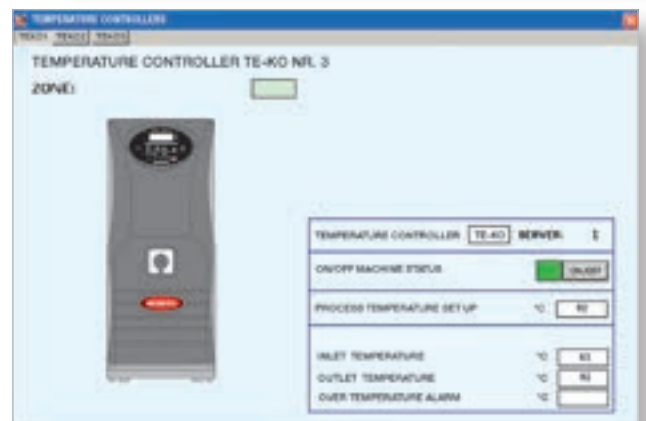 TEMPERATURE CONTROLLERS
TEKO1 TEKO2 TEKO3
TEMPERATURE CONTROLLER TE-KO NR. 3
ZONE:
TEMPERATURE CONTROLLER TE-KO SERVER:
ON/OFF MACHINE STATUS ON/OFF
PROCESS TEMPERATURE SET UP °C
INLET TEMPERATURE °C
OUTLET TEMPERATURE °C
OVER TEMPERATURE ALARM °C